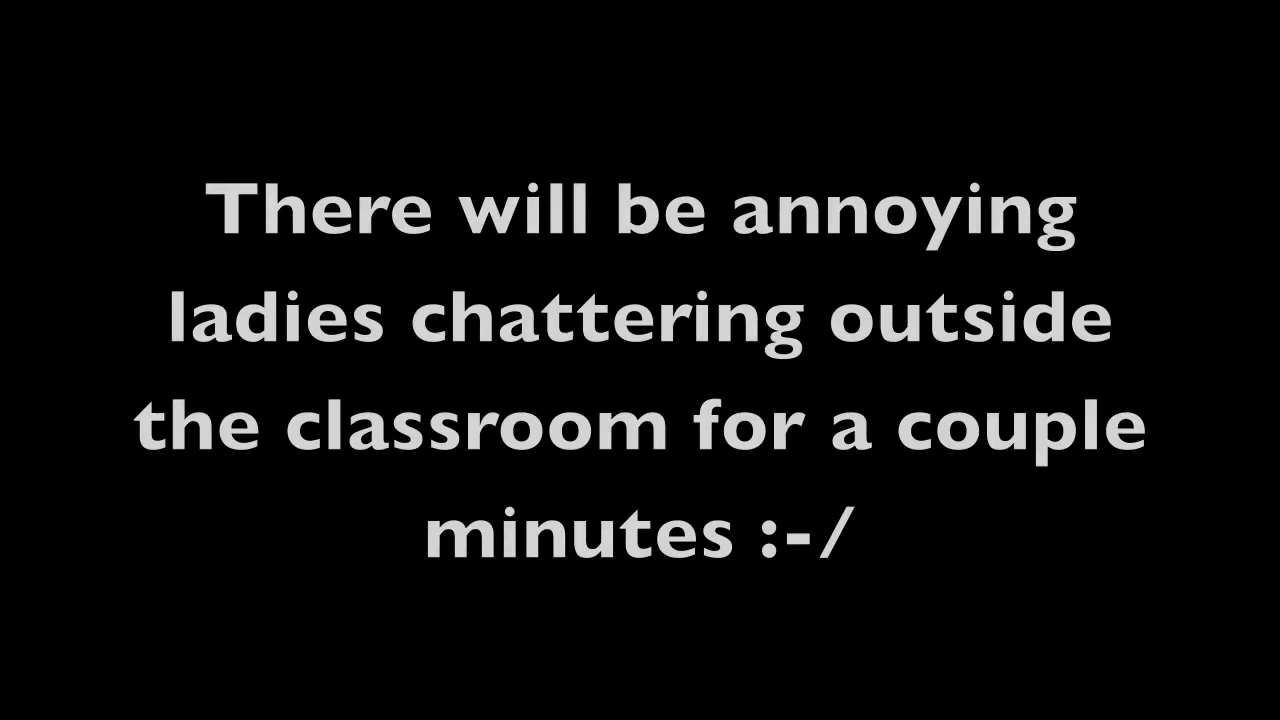 There will be annoying
ladies chattering outside
the classroom for a couple
minutes :-/